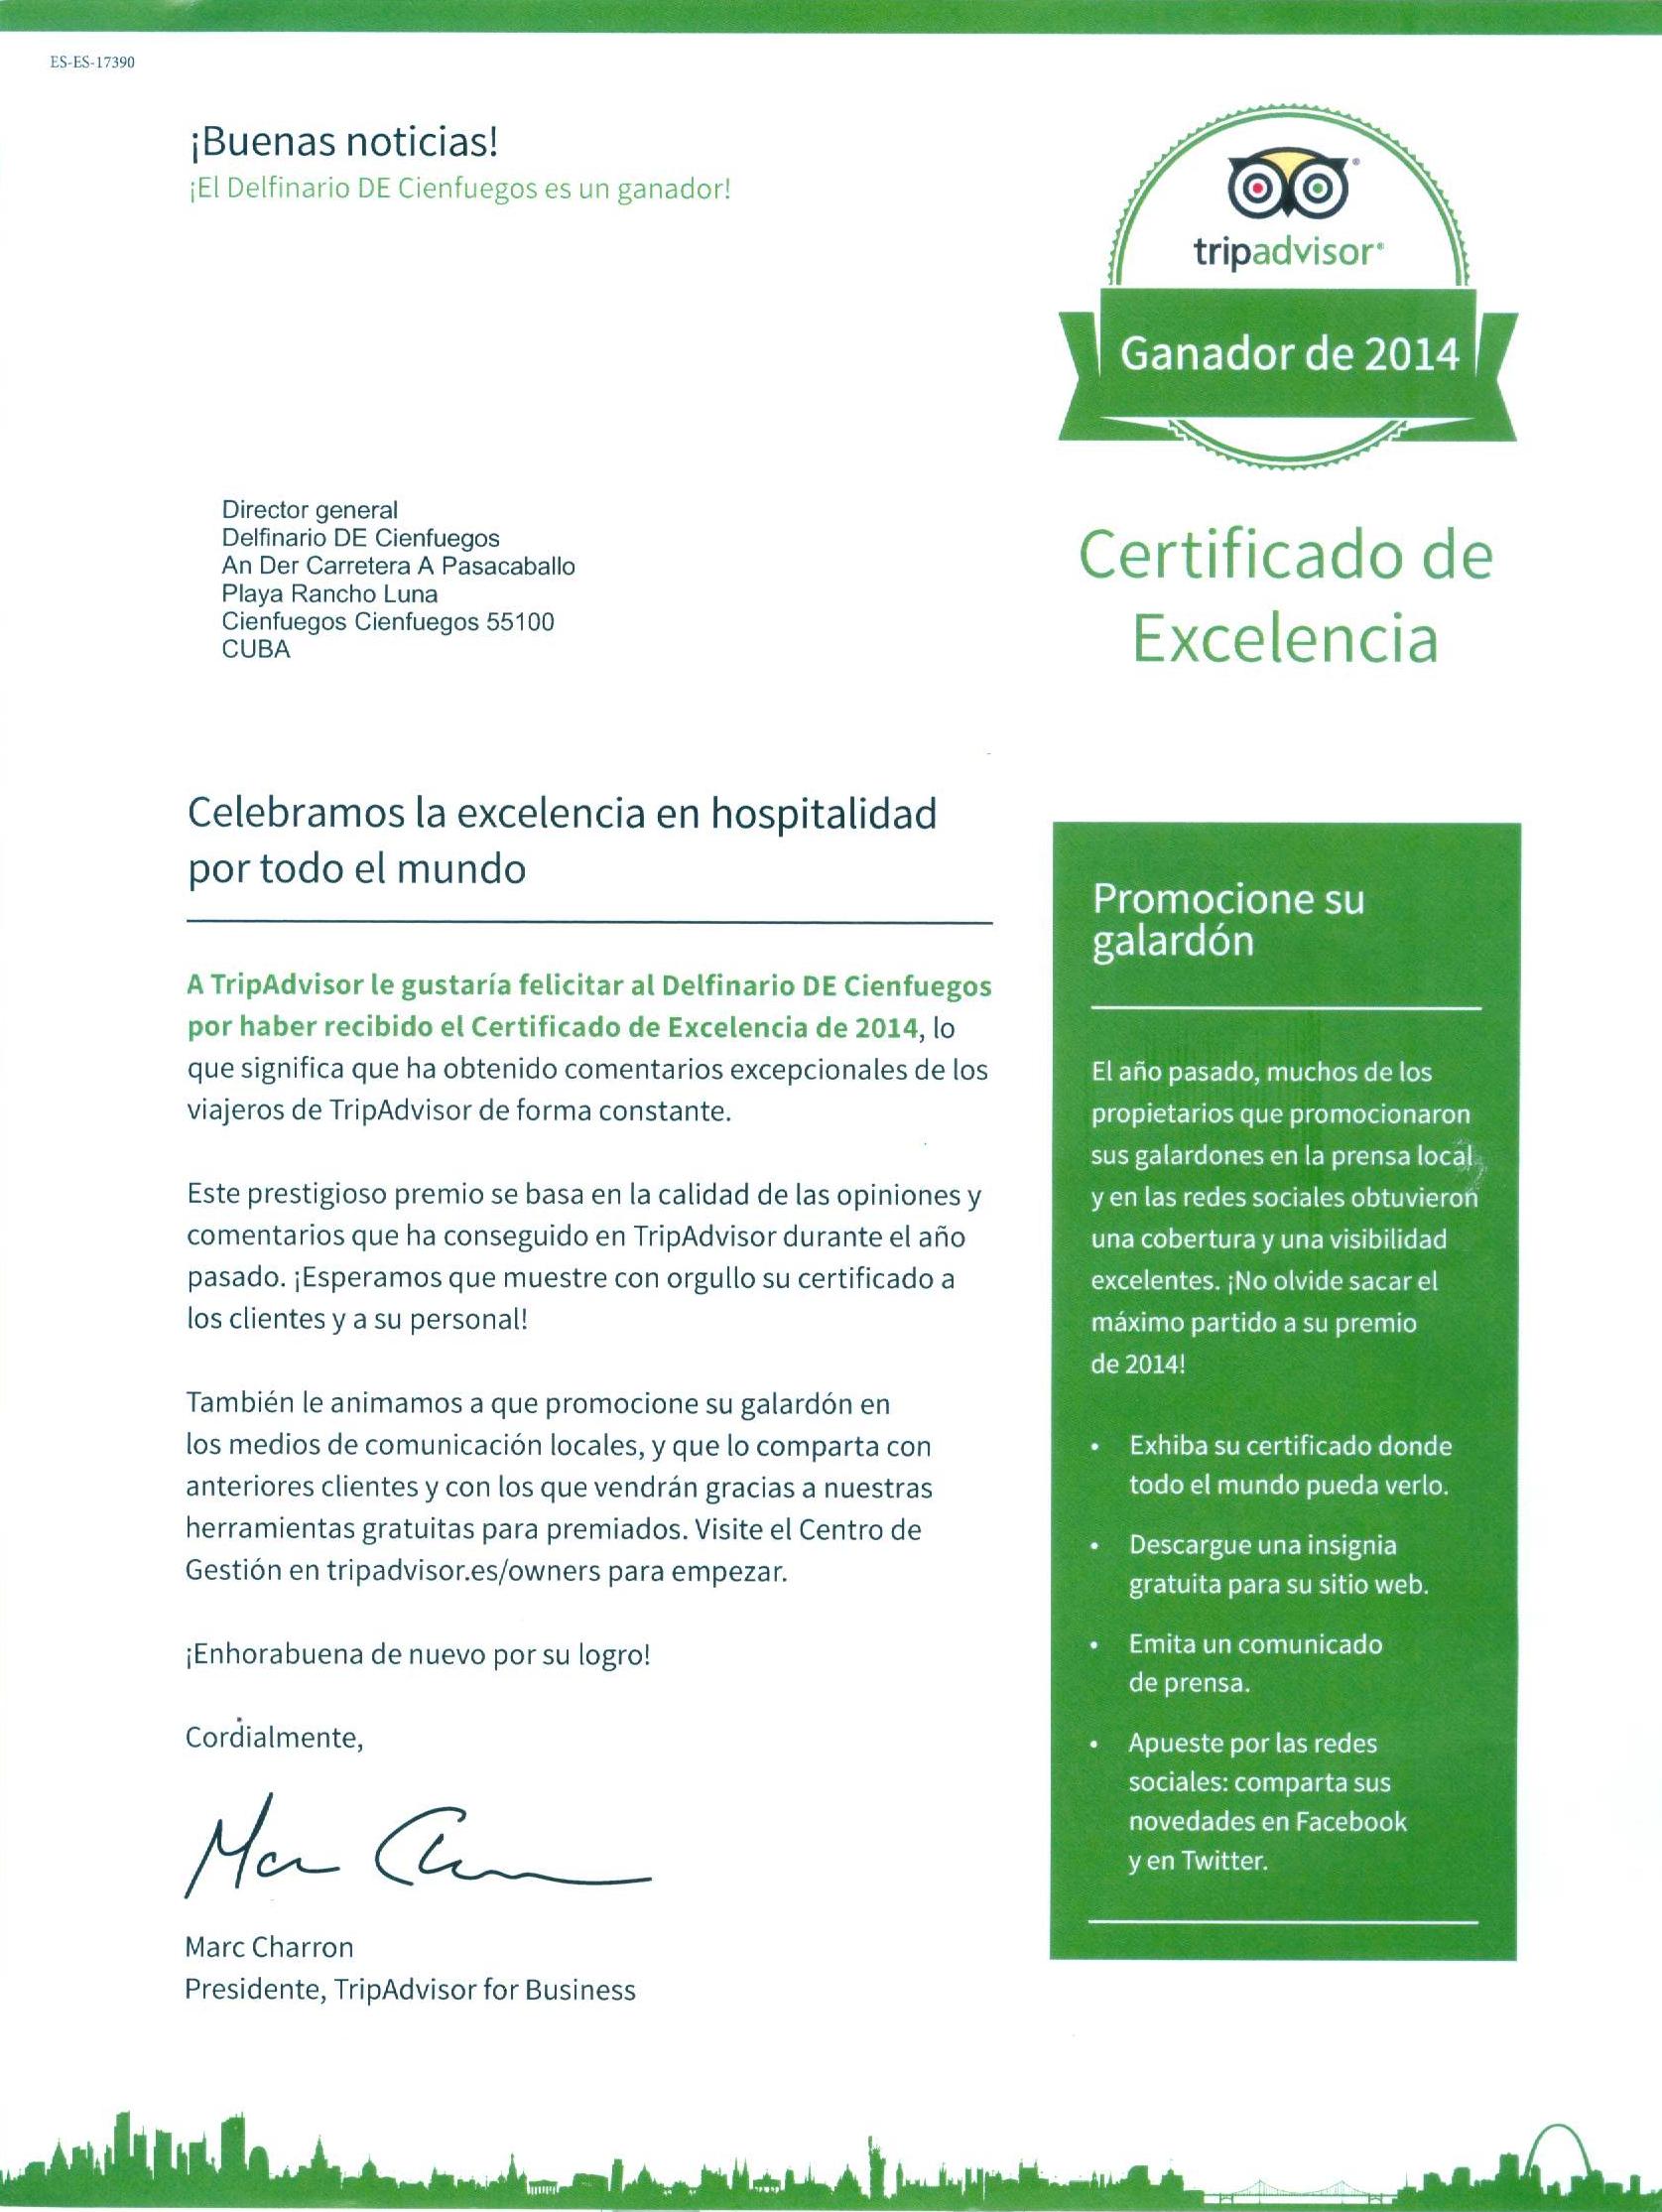 ES-ES-17390
¡Buenas noticias!
¡El Delfinario DE Cienfuegos es un ganador!
tripadvisor®
Ganador de 2014
Certificado de
Excelencia
Director general
Delfinario DE Cienfuegos
An Der Carretera A Pasacaballo
Playa Rancho Luna
Cienfuegos Cienfuegos 55100
CUBA
Celebramos la excelencia en hospitalidad
por todo el mundo
A TripAdvisor le gustaría felicitar al Delfinario DE Cienfuegos
por haber recibido el Certificado de Excelencia de 2014, lo
que significa que ha obtenido comentarios excepcionales de los
viajeros de TripAdvisor de forma constante.
Este prestigioso premio se basa en la calidad de las opiniones y
comentarios que ha conseguido en TripAdvisor durante el año
pasado. ¡Esperamos que muestre con orgullo su certificado a
los clientes y a su personal!
También le animamos a que promocione su galardón en
los medios de comunicación locales, y que lo comparta con
anteriores clientes y con los que vendrán gracias a nuestras
herramientas gratuitas para premiados. Visite el Centro de
Gestión en tripadvisor.es/owners para empezar.
¡Enhorabuena de nuevo por su logro!
Cordialmente,
Marc Charron
Presidente, TripAdvisor for Business
Promocione su
galardón
El año pasado, muchos de los
propietarios que promocionaron
sus galardones en la prensa local
y en las redes sociales obtuvieron
una cobertura y una visibilidad
excelentes. ¡No olvide sacar el
máximo partido a su premio
de 2014!
• Exhiba su certificado donde
todo el mundo pueda verlo.
• Descargue una insignia
gratuita para su sitio web.
• Emita un comunicado
de prensa.
• Apueste por las redes
sociales: comparta sus
novedades en Facebook
y en Twitter.